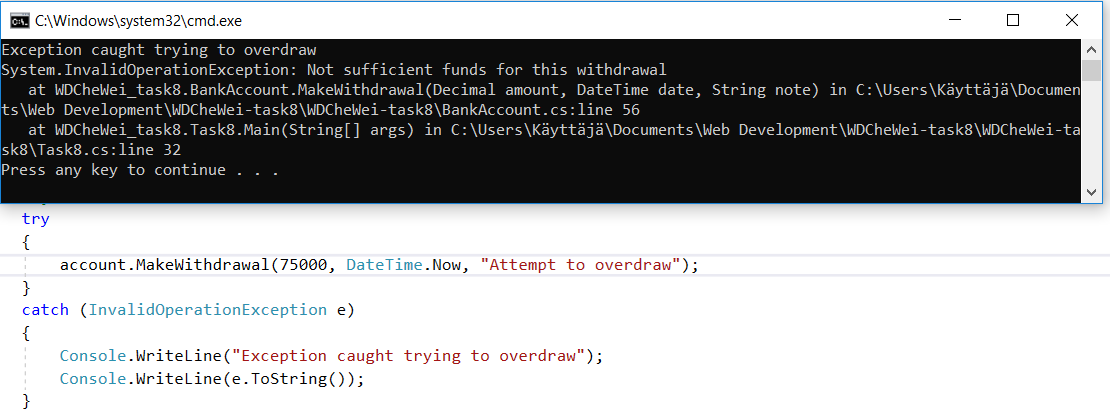 C:\Windows\system32\cmd.exe
Exception caught trying to overdraw
System.InvalidOperationException: Not sufficient funds for this withdrawal
   at WDCheWei_task8.BankAccount.MakeWithdrawal(Decimal amount, DateTime date, String note) in C:\Users\Käyttäjä\Documen
ts\Web Development\WDCheWei-task8\WDCheWei-task8\BankAccount.cs:line 56
   at WDCheWei_task8.Task8.Main(String[] args) in C:\Users\Käyttäjä\Documents\Web Development\WDCheWei-task8\WDCheWei-ta
sk8\Task8.cs:line 32
Press any key to continue . . .
try
{
    account.MakeWithdrawal(75000, DateTime.Now, "Attempt to overdraw");
}
catch (InvalidOperationException e)
{
    Console.WriteLine("Exception caught trying to overdraw");
    Console.WriteLine(e.ToString());
}